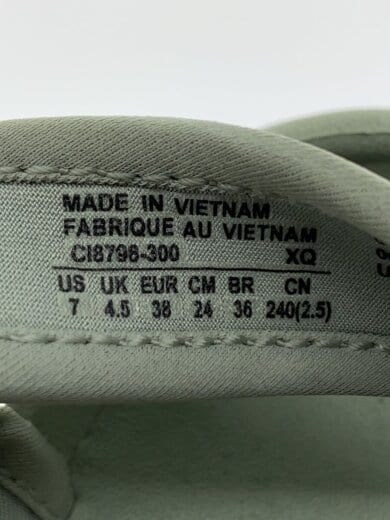 MADE IN VIETNAM
FABRIQUE AU VIETNAM
CI8798-300 XQ
US UK EUR CM BR CN
7 4.5 38 24 36 240(2.5)